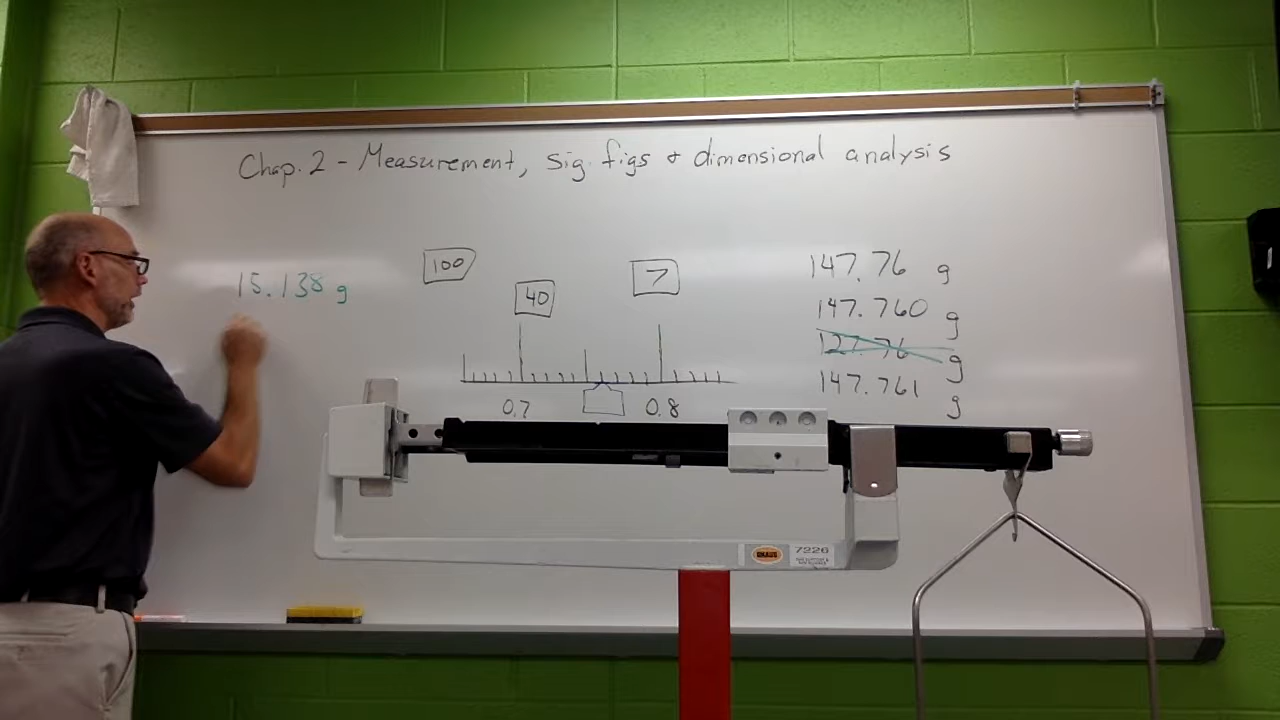 Chap. 2 - Measurement, sig. figs & dimensional analysis
15.138 g
100
40
7
0.7
0.8
147.76 g
147.760 g
127.76 g
147.761 g
OHAUS
7226